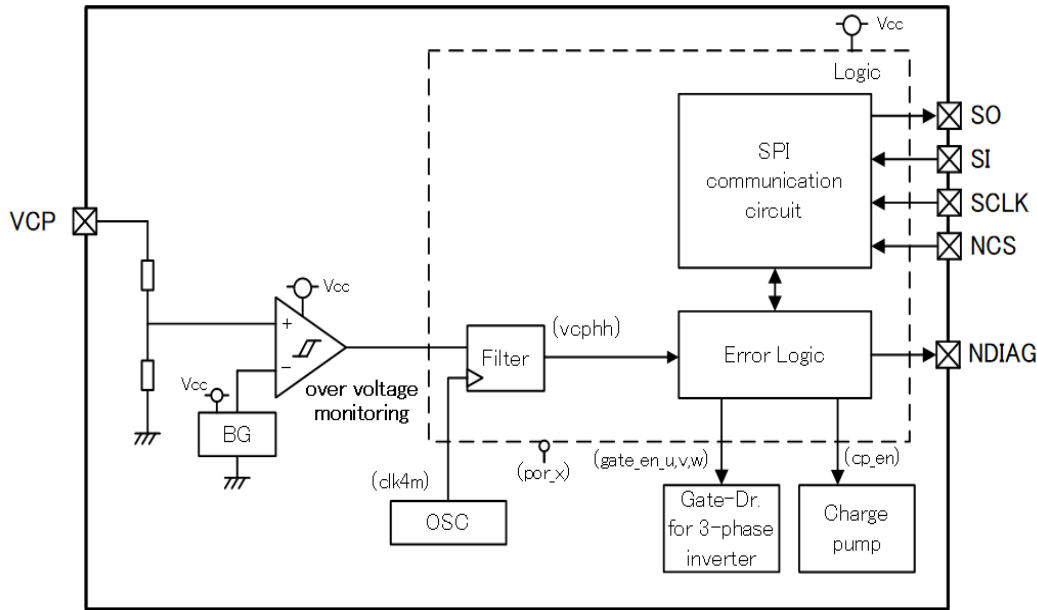 Vcc
Logic
SO
SPI
communication
circuit
SI
SCLK
NCS
VCP
Vcc
+
−
(vcphh)
Filter
Error Logic
NDIAG
over voltage
monitoring
Vcc
BG
(clk4m)
(por_x)
(gate_en_u,v,w)
(cp_en)
OSC
Gate-Dr.
for 3-phase
inverter
Charge
pump